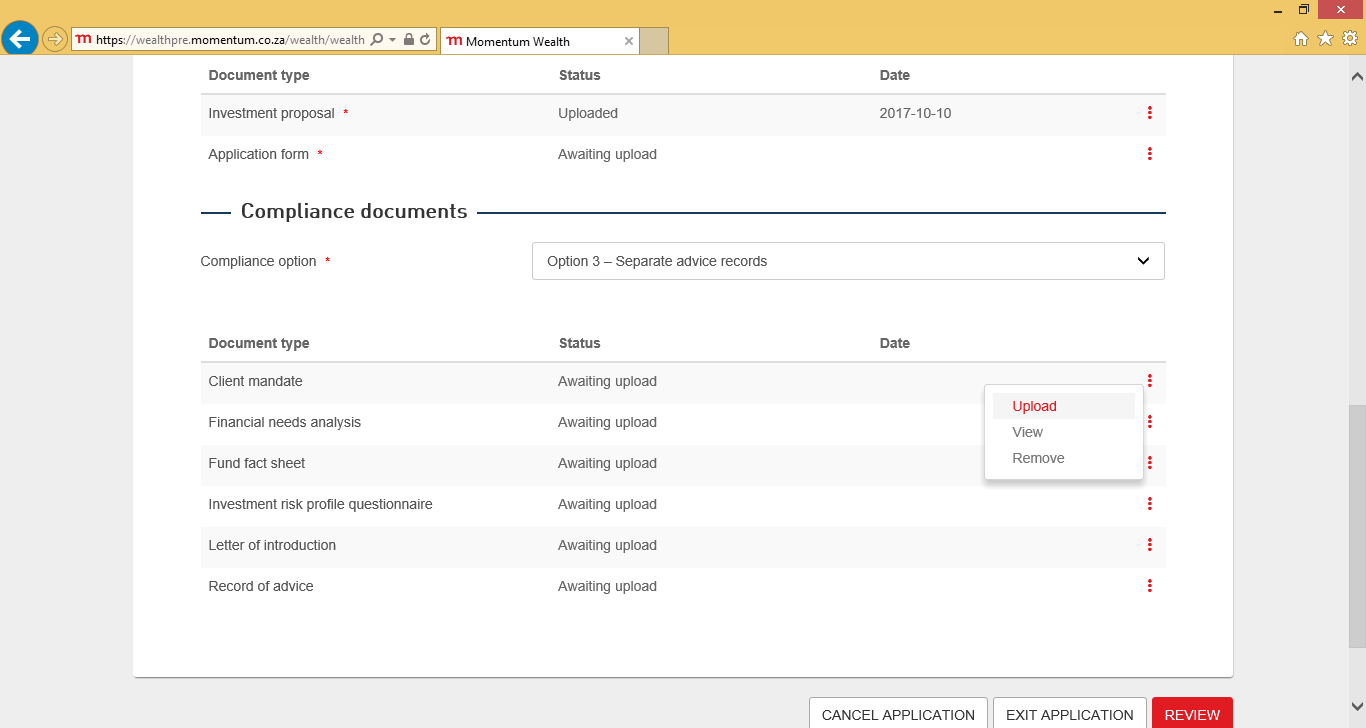 https://wealthpre.momentum.co.za/wealth/wealth
m Momentum Wealth
Document type Status Date
Investment proposal * Uploaded 2017-10-10
Application form * Awaiting upload
Compliance documents
Compliance option * Option 3 – Separate advice records
Document type Status Date
Client mandate Awaiting upload
Upload
Financial needs analysis Awaiting upload
View
Remove
Fund fact sheet Awaiting upload
Investment risk profile questionnaire Awaiting upload
Letter of introduction Awaiting upload
Record of advice Awaiting upload
CANCEL APPLICATION EXIT APPLICATION REVIEW